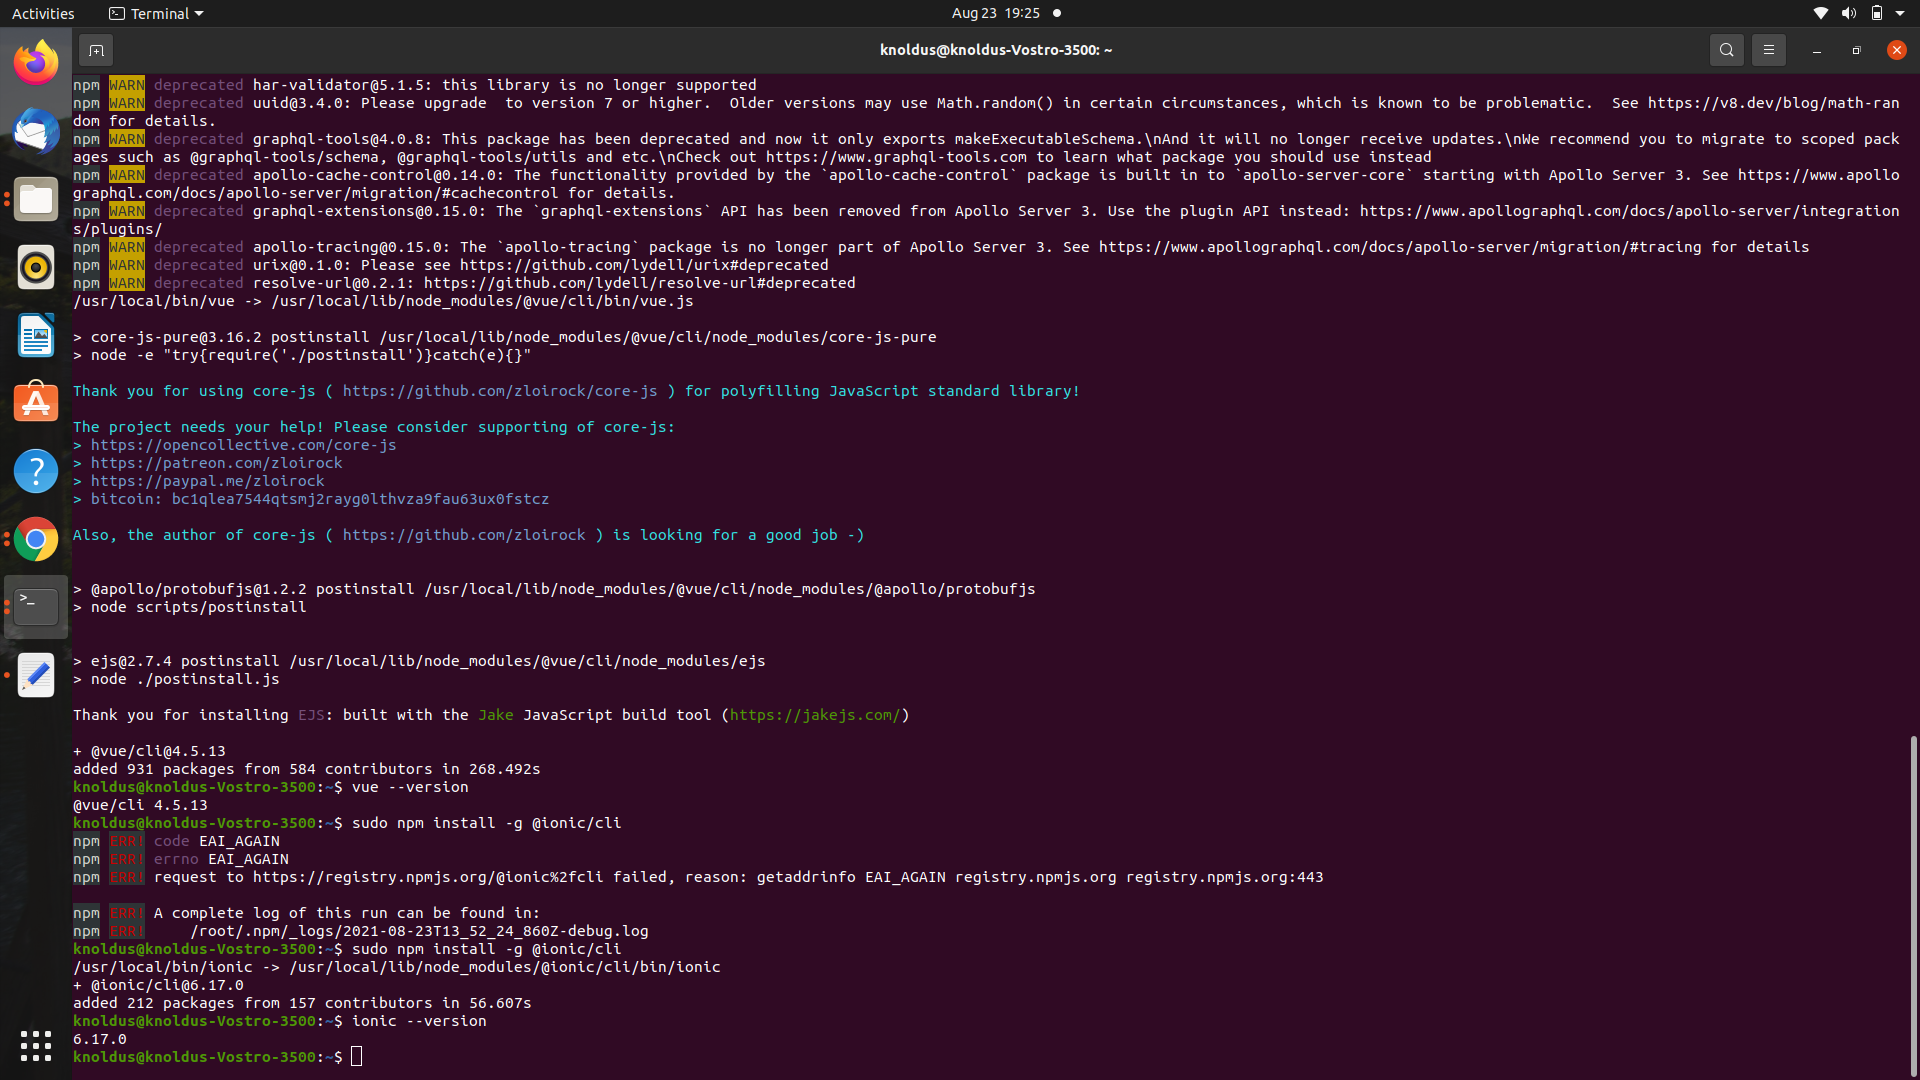 Activities Terminal Aug 23 19:25
knoldus@knoldus-Vostro-3500: ~
npm WARN deprecated har-validator@5.1.5: this library is no longer supported
npm WARN deprecated uuid@3.4.0: Please upgrade  to version 7 or higher.  Older versions may use Math.random() in certain circumstances, which is known to be problematic.  See https://v8.dev/blog/math-ran
dom for details.
npm WARN deprecated graphql-tools@4.0.8: This package has been deprecated and now it only exports makeExecutableSchema.\nAnd it will no longer receive updates.\nWe recommend you to migrate to scoped pack
ages such as @graphql-tools/schema, @graphql-tools/utils and etc.\nCheck out https://www.graphql-tools.com to learn what package you should use instead
npm WARN deprecated apollo-cache-control@0.14.0: The functionality provided by the `apollo-cache-control` package is built in to `apollo-server-core` starting with Apollo Server 3. See https://www.apollo
graphql.com/docs/apollo-server/migration/#cachecontrol for details.
npm WARN deprecated graphql-extensions@0.15.0: The `graphql-extensions` API has been removed from Apollo Server 3. Use the plugin API instead: https://www.apollographql.com/docs/apollo-server/integration
s/plugins/
npm WARN deprecated apollo-tracing@0.15.0: The `apollo-tracing` package is no longer part of Apollo Server 3. See https://www.apollographql.com/docs/apollo-server/migration/#tracing for details
npm WARN deprecated urix@0.1.0: Please see https://github.com/lydell/urix#deprecated
npm WARN deprecated resolve-url@0.2.1: https://github.com/lydell/resolve-url#deprecated
/usr/local/bin/vue -> /usr/local/lib/node_modules/@vue/cli/bin/vue.js
> core-js-pure@3.16.2 postinstall /usr/local/lib/node_modules/@vue/cli/node_modules/core-js-pure
> node -e "try{require('./postinstall')}catch(e){}"
Thank you for using core-js ( https://github.com/zloirock/core-js ) for polyfilling JavaScript standard library!
The project needs your help! Please consider supporting of core-js:
> https://opencollective.com/core-js
> https://patreon.com/zloirock
> https://paypal.me/zloirock
> bitcoin: bc1qlea7544qtsmj2rayg0lthvza9fau63ux0fstcz
Also, the author of core-js ( https://github.com/zloirock ) is looking for a good job -)
> @apollo/protobufjs@1.2.2 postinstall /usr/local/lib/node_modules/@vue/cli/node_modules/@apollo/protobufjs
> node scripts/postinstall
> ejs@2.7.4 postinstall /usr/local/lib/node_modules/@vue/cli/node_modules/ejs
> node ./postinstall.js
Thank you for installing EJS: built with the Jake JavaScript build tool (https://jakejs.com/)
+ @vue/cli@4.5.13
added 931 packages from 584 contributors in 268.492s
knoldus@knoldus-Vostro-3500:~$ vue --version
@vue/cli 4.5.13
knoldus@knoldus-Vostro-3500:~$ sudo npm install -g @ionic/cli
npm ERR! code EAI_AGAIN
npm ERR! errno EAI_AGAIN
npm ERR! request to https://registry.npmjs.org/@ionic%2fcli failed, reason: getaddrinfo EAI_AGAIN registry.npmjs.org registry.npmjs.org:443
npm ERR! A complete log of this run can be found in:
npm ERR!     /root/.npm/_logs/2021-08-23T13_52_24_860Z-debug.log
knoldus@knoldus-Vostro-3500:~$ sudo npm install -g @ionic/cli
/usr/local/bin/ionic -> /usr/local/lib/node_modules/@ionic/cli/bin/ionic
+ @ionic/cli@6.17.0
added 212 packages from 157 contributors in 56.607s
knoldus@knoldus-Vostro-3500:~$ ionic --version
6.17.0
knoldus@knoldus-Vostro-3500:~$